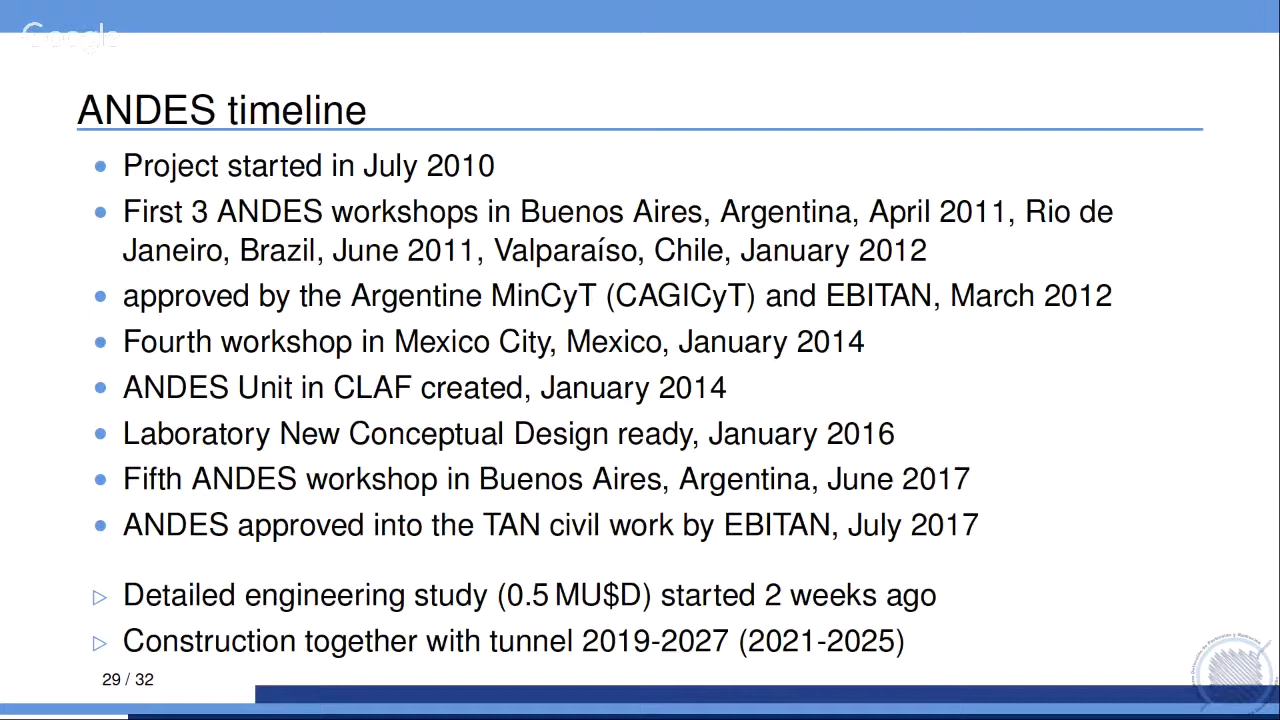 Google
ANDES timeline
• Project started in July 2010
• First 3 ANDES workshops in Buenos Aires, Argentina, April 2011, Rio de
Janeiro, Brazil, June 2011, Valparaíso, Chile, January 2012
• approved by the Argentine MinCyT (CAGICyT) and EBITAN, March 2012
• Fourth workshop in Mexico City, Mexico, January 2014
• ANDES Unit in CLAF created, January 2014
• Laboratory New Conceptual Design ready, January 2016
• Fifth ANDES workshop in Buenos Aires, Argentina, June 2017
• ANDES approved into the TAN civil work by EBITAN, July 2017
▷ Detailed engineering study (0.5 MU$D) started 2 weeks ago
▷ Construction together with tunnel 2019-2027 (2021-2025)
29 / 32